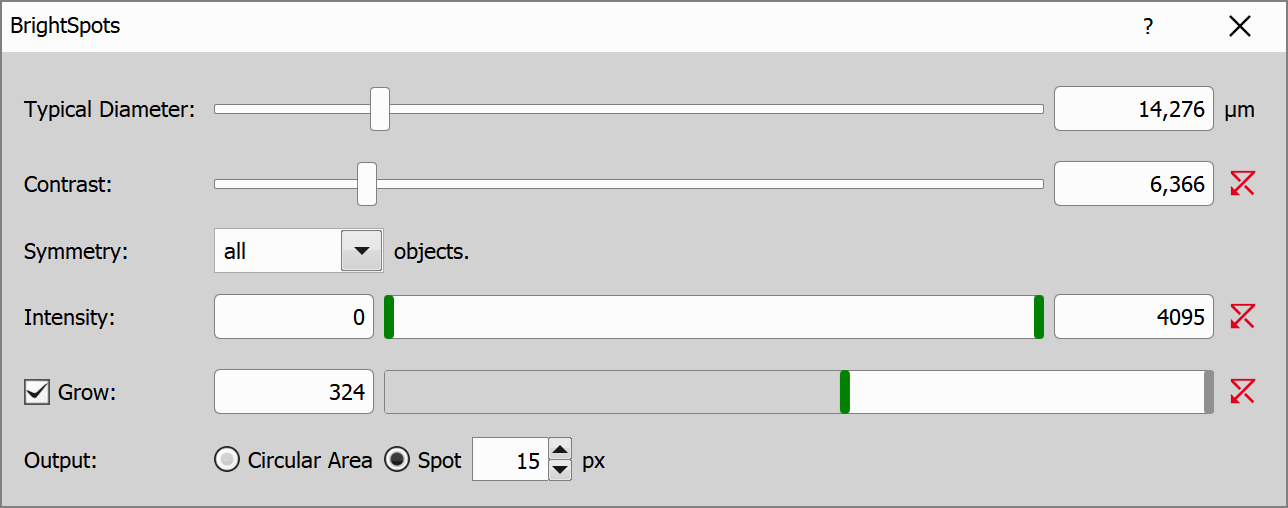 BrightSpots ?
Typical Diameter: 14,276 µm
Contrast: 6,366
Symmetry: all objects.
Intensity: 0 4095
Grow: 324
Output: Circular Area Spot 15 px